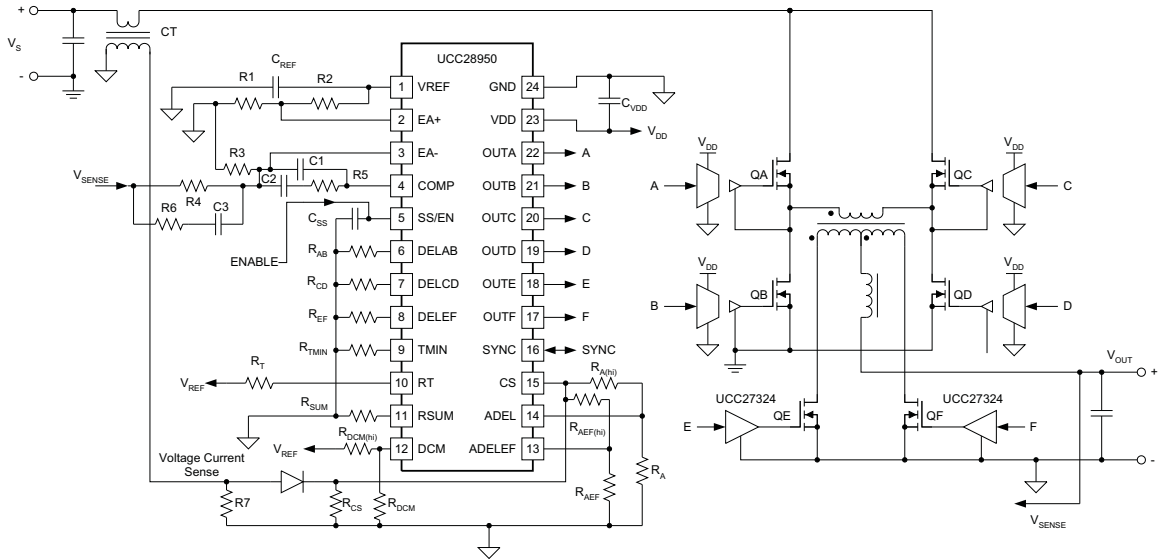 +
V_S
-
CT
UCC28950
C_REF
R1
R2
1 VREF
2 EA+
3 EA-
4 COMP
5 SS/EN
6 DELAB
7 DELCD
8 DELEF
9 TMIN
10 RT
11 RSUM
12 DCM
GND 24
VDD 23
OUTA 22
OUTB 21
OUTC 20
OUTD 19
OUTE 18
OUTF 17
SYNC 16
CS 15
ADEL 14
ADELEF 13
C_VDD
V_DD
A
B
C
D
E
F
SYNC
R3
C1
V_SENSE
C2
R5
R4
R6
C3
C_SS
ENABLE
R_AB
R_CD
R_EF
R_TMIN
R_T
V_REF
R_SUM
R_DCM(hi)
V_REF
Voltage Current
Sense
R7
R_CS
R_DCM
R_A(hi)
R_AEF(hi)
R_AEF
R_A
V_DD
A
QA
QC
V_DD
C
V_DD
B
QB
QD
V_DD
D
UCC27324
E
QE
QF
UCC27324
F
V_OUT
+
-
V_SENSE